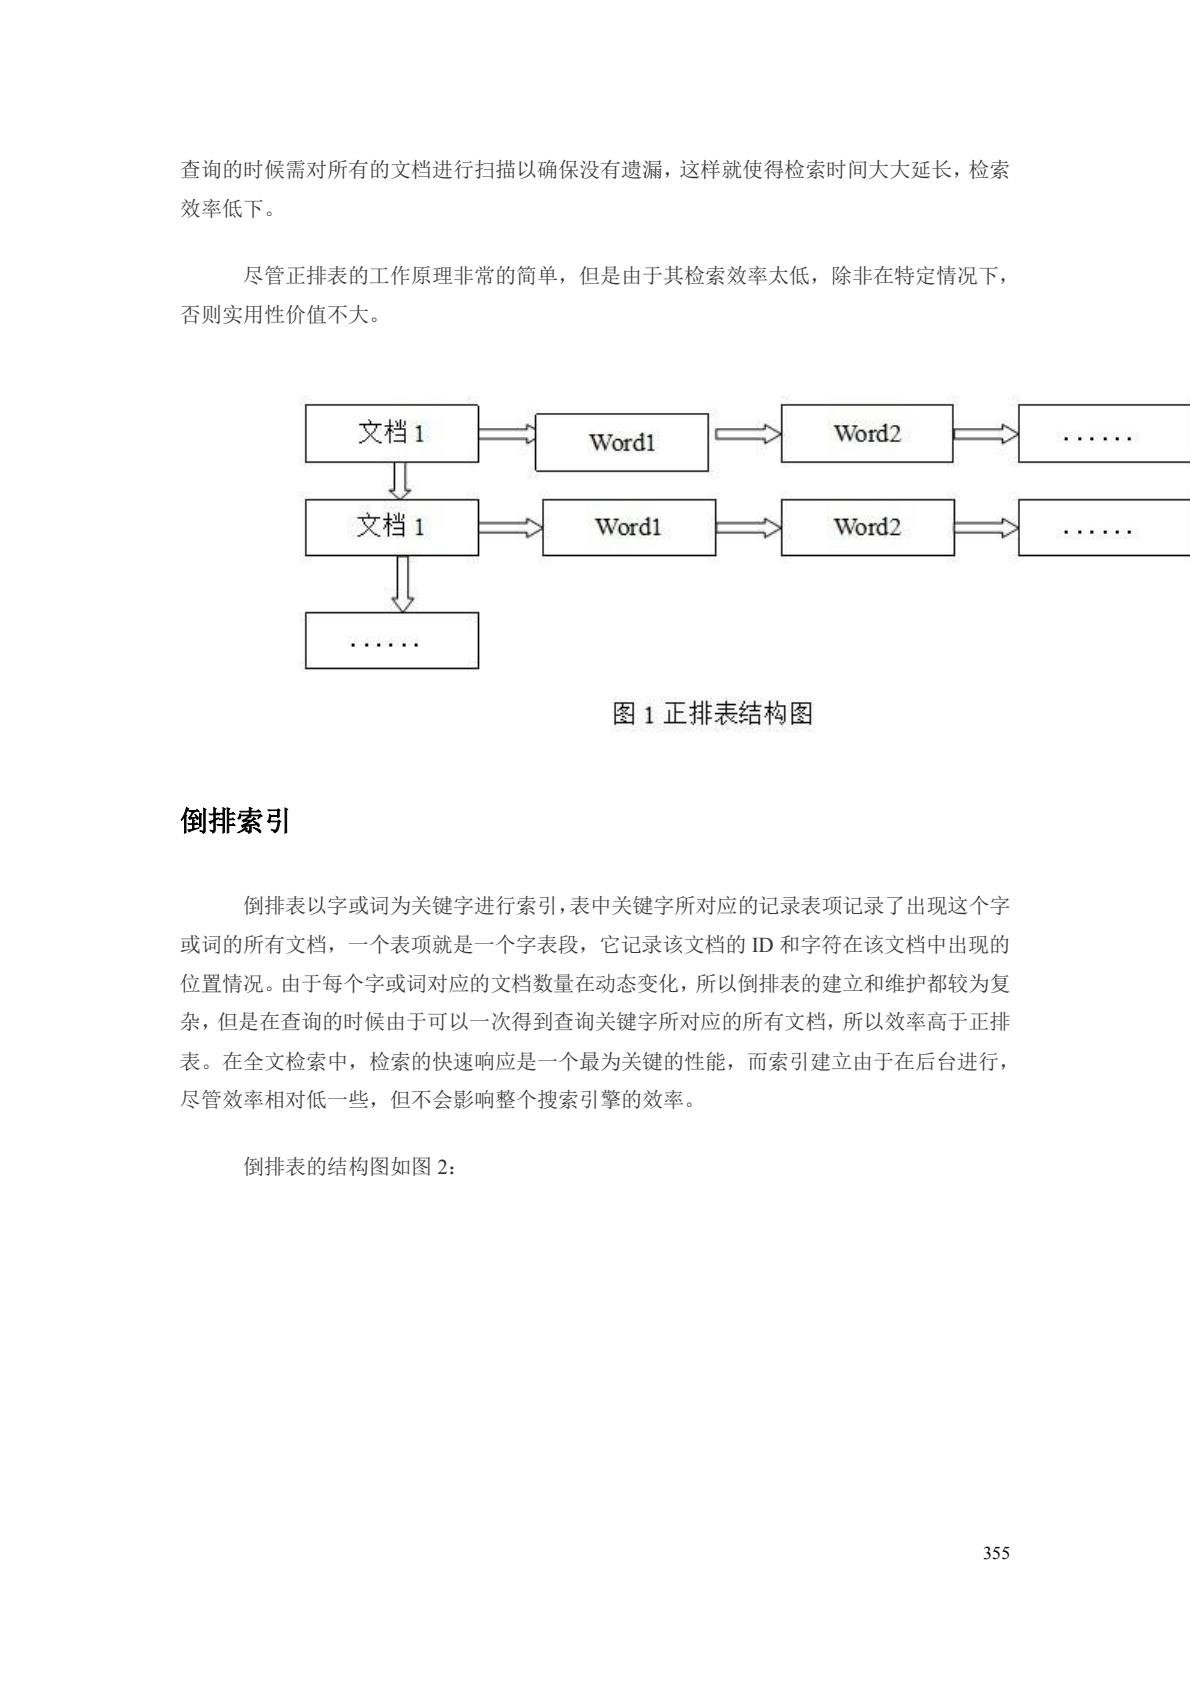 查询的时候需对所有的文档进行扫描以确保没有遗漏，这样就使得检索时间大大延长，检索
效率低下。
尽管正排表的工作原理非常的简单，但是由于其检索效率太低，除非在特定情况下，
否则实用性价值不大。
文档 1 Word1 Word2 ······
文档 1 Word1 Word2 ······
······
图 1 正排表结构图
倒排索引
倒排表以字或词为关键字进行索引，表中关键字所对应的记录表项记录了出现这个字
或词的所有文档，一个表项就是一个字表段，它记录该文档的 ID 和字符在该文档中出现的
位置情况。由于每个字或词对应的文档数量在动态变化，所以倒排表的建立和维护都较为复
杂，但是在查询的时候由于可以一次得到查询关键字所对应的所有文档，所以效率高于正排
表。在全文检索中，检索的快速响应是一个最为关键的性能，而索引建立由于在后台进行，
尽管效率相对低一些，但不会影响整个搜索引擎的效率。
倒排表的结构图如图 2：
355